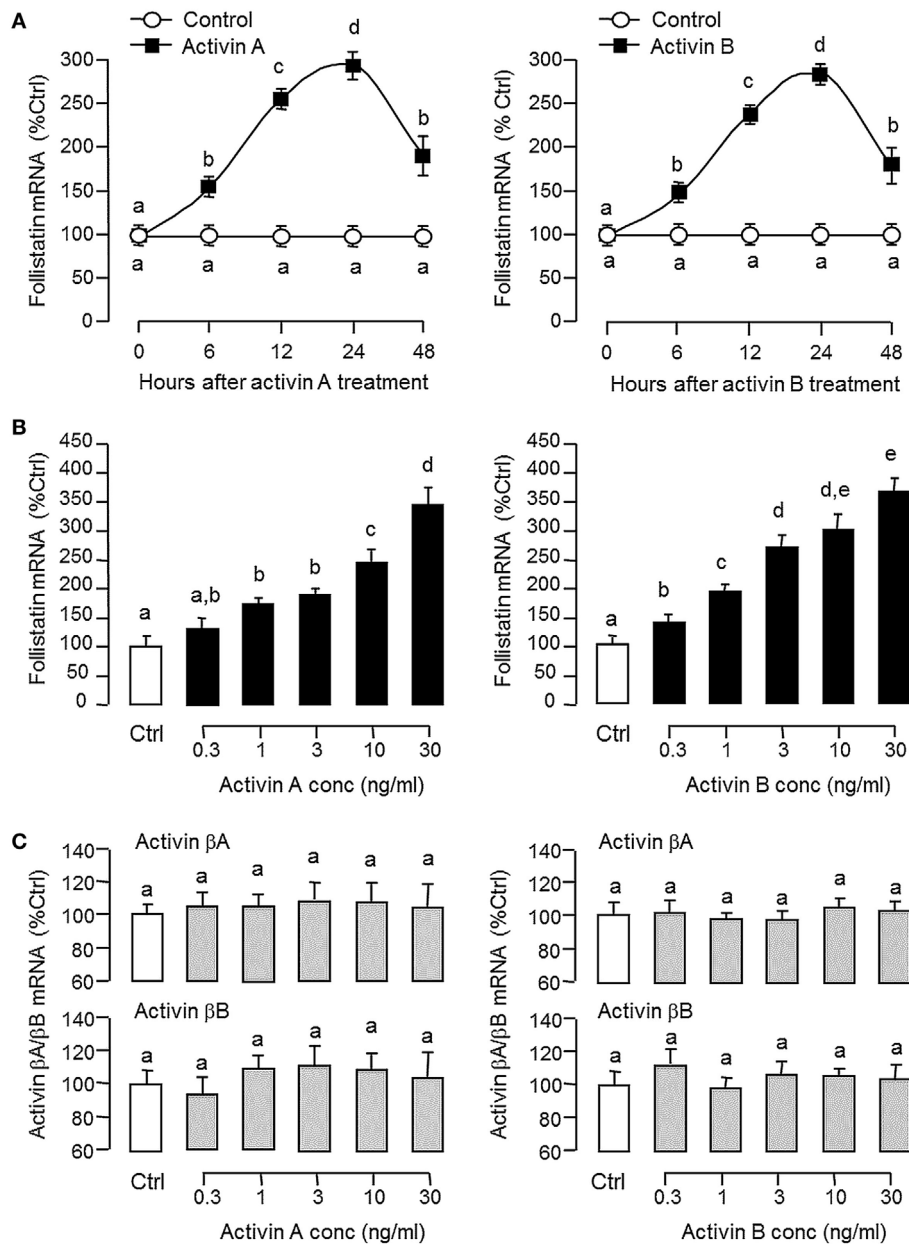 A
Control
Activin A
Follistatin mRNA (%Ctrl)
300
250
200
150
100
50
0
a
b
c
d
b
a
a
a
a
a
0
6
12
24
48
Hours after activin A treatment
Control
Activin B
Follistatin mRNA (% Ctrl)
300
250
200
150
100
50
0
a
b
c
d
b
a
a
a
a
a
0
6
12
24
48
Hours after activin B treatment
B
Follistatin mRNA (%Ctrl)
450
400
350
300
250
200
150
100
50
0
a
a,b
b
b
c
d
Ctrl
0.3
1
3
10
30
Activin A conc (ng/ml)
Follistatin mRNA (%Ctrl)
450
400
350
300
250
200
150
100
50
0
a
b
c
d
d,e
e
Ctrl
0.3
1
3
10
30
Activin B conc (ng/ml)
C
Activin βA/βB mRNA (%Ctrl)
Activin βA
140
120
100
80
60
a
a
a
a
a
a
Activin βB
140
120
100
80
60
a
a
a
a
a
a
Ctrl
0.3
1
3
10
30
Activin A conc (ng/ml)
Activin βA/βB mRNA (%Ctrl)
Activin βA
140
120
100
80
60
a
a
a
a
a
a
Activin βB
140
120
100
80
60
a
a
a
a
a
a
Ctrl
0.3
1
3
10
30
Activin B conc (ng/ml)